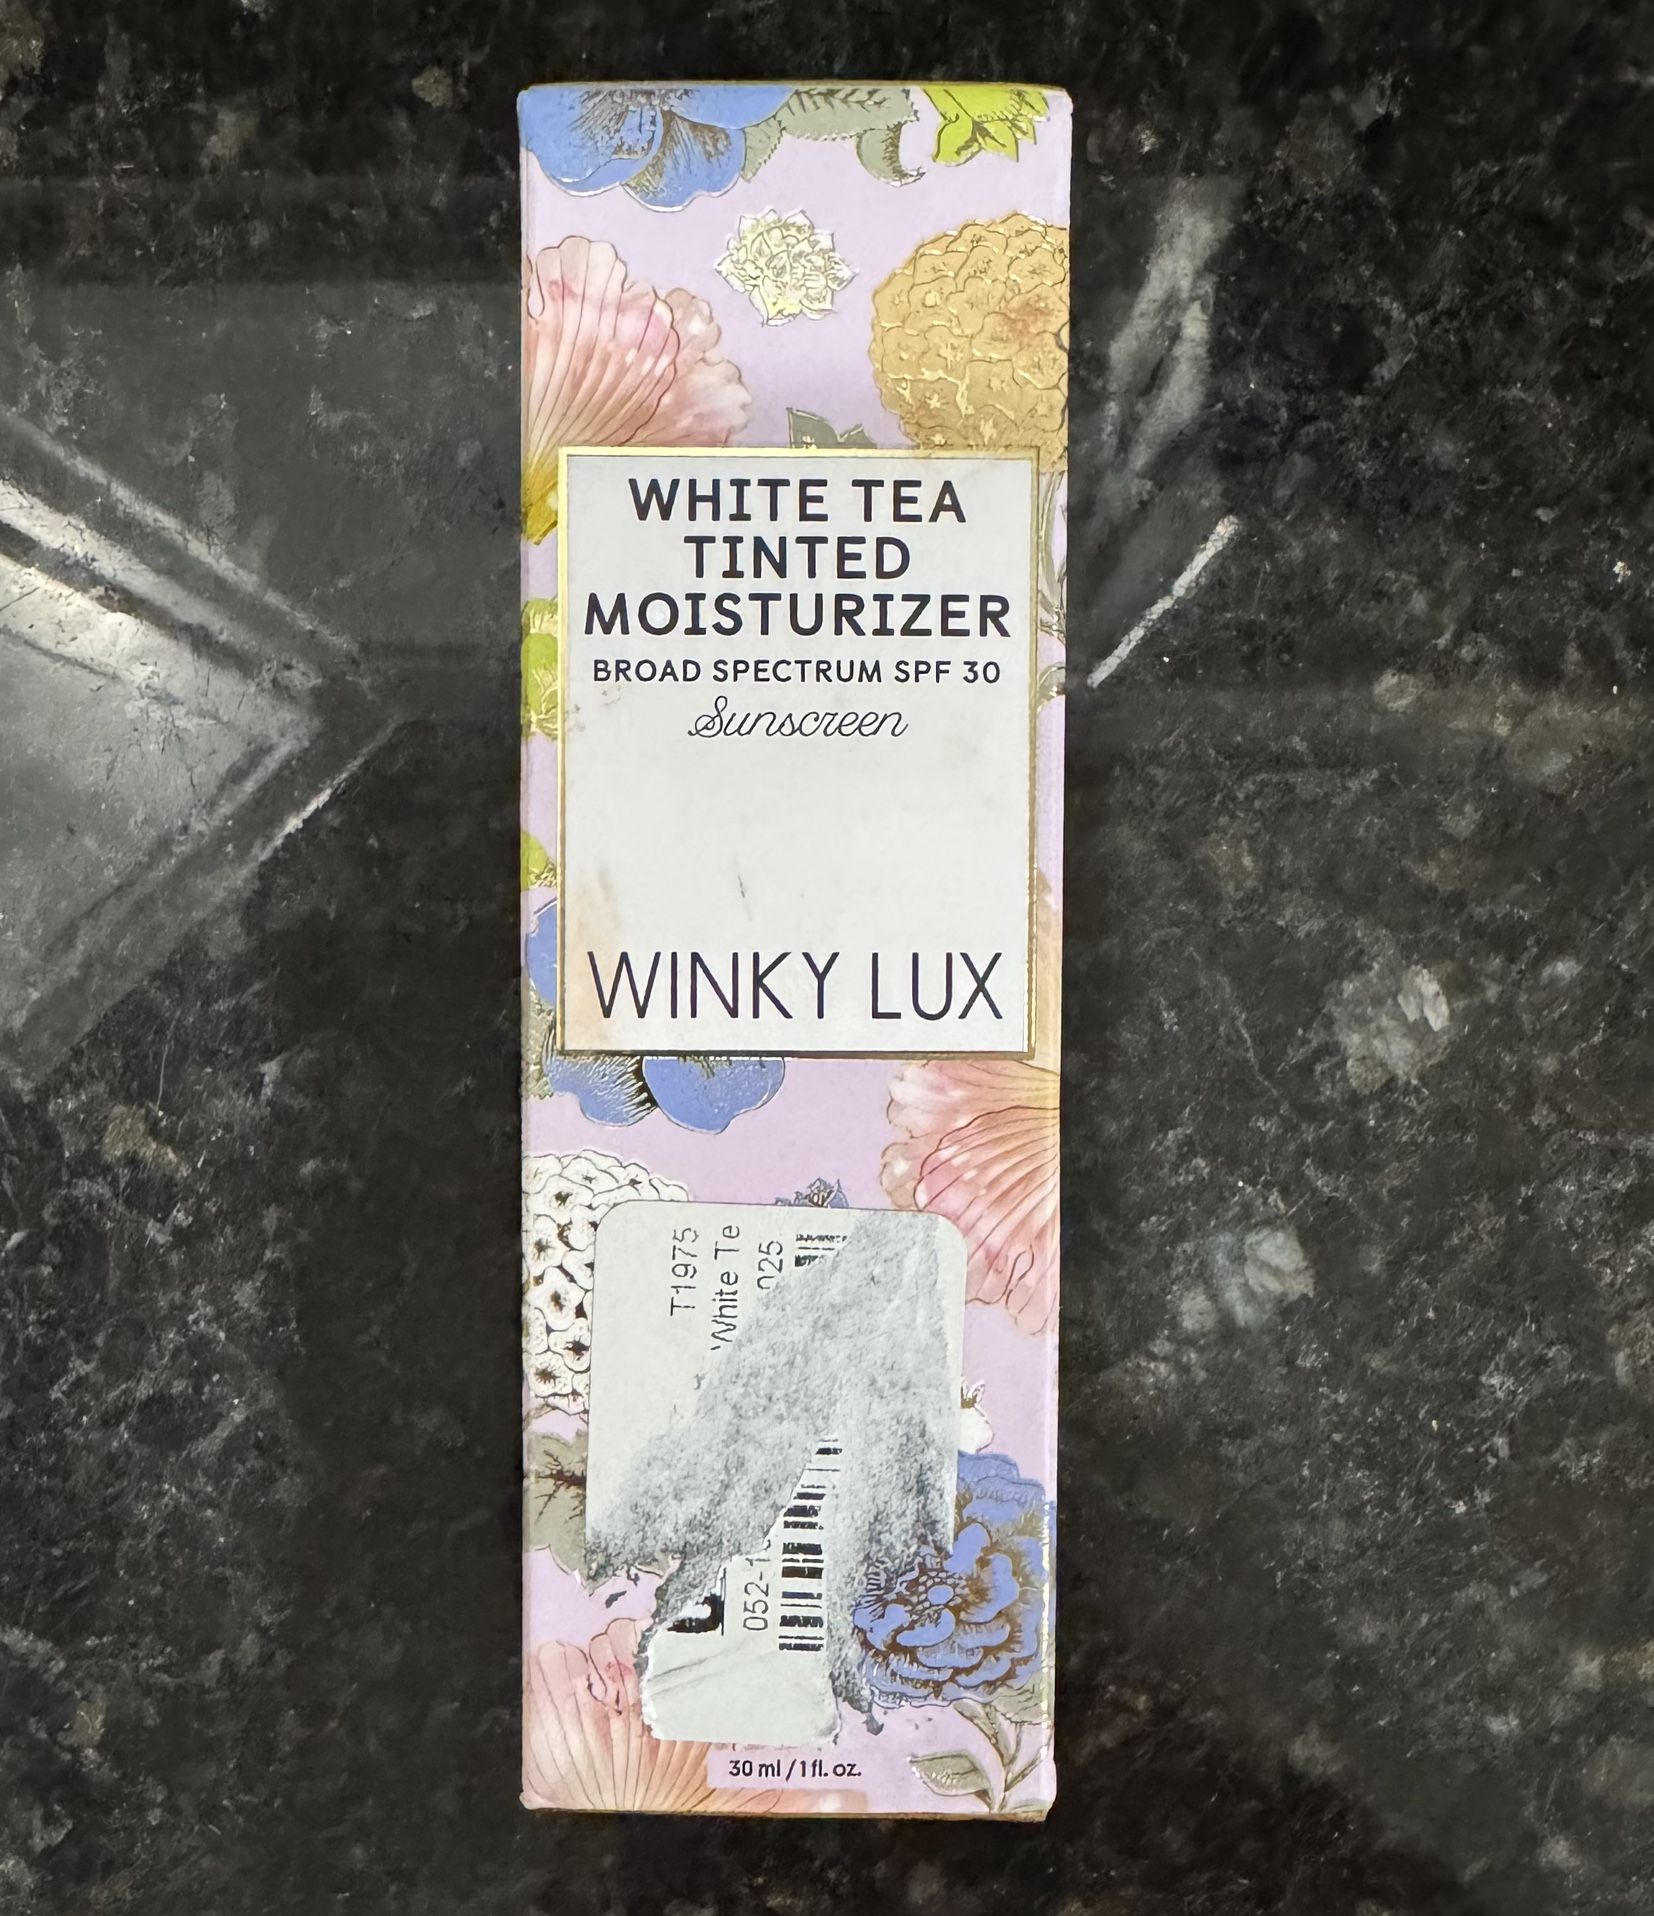 WHITE TEA
TINTED
MOISTURIZER
BROAD SPECTRUM SPF 30
Sunscreen
WINKY LUX
T1975
White Te
025
052-1
30 ml / 1 fl. oz.